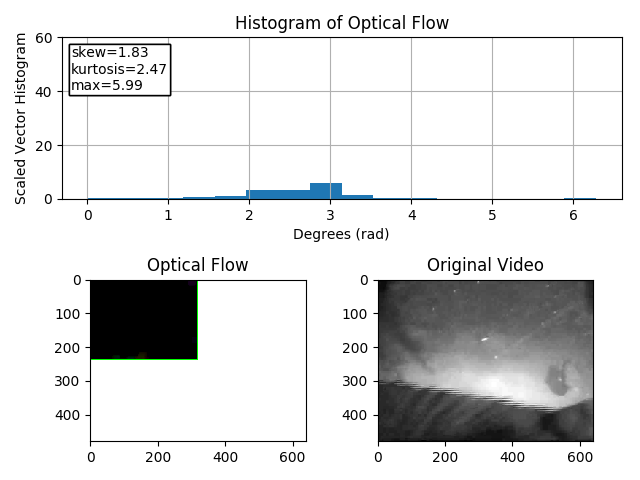 Histogram of Optical Flow
Scaled Vector Histogram
60
40
20
0
skew=1.83
kurtosis=2.47
max=5.99
0 1 2 3 4 5 6
Degrees (rad)
Optical Flow
0
100
200
300
400
0 200 400 600
Original Video
0
100
200
300
400
0 200 400 600